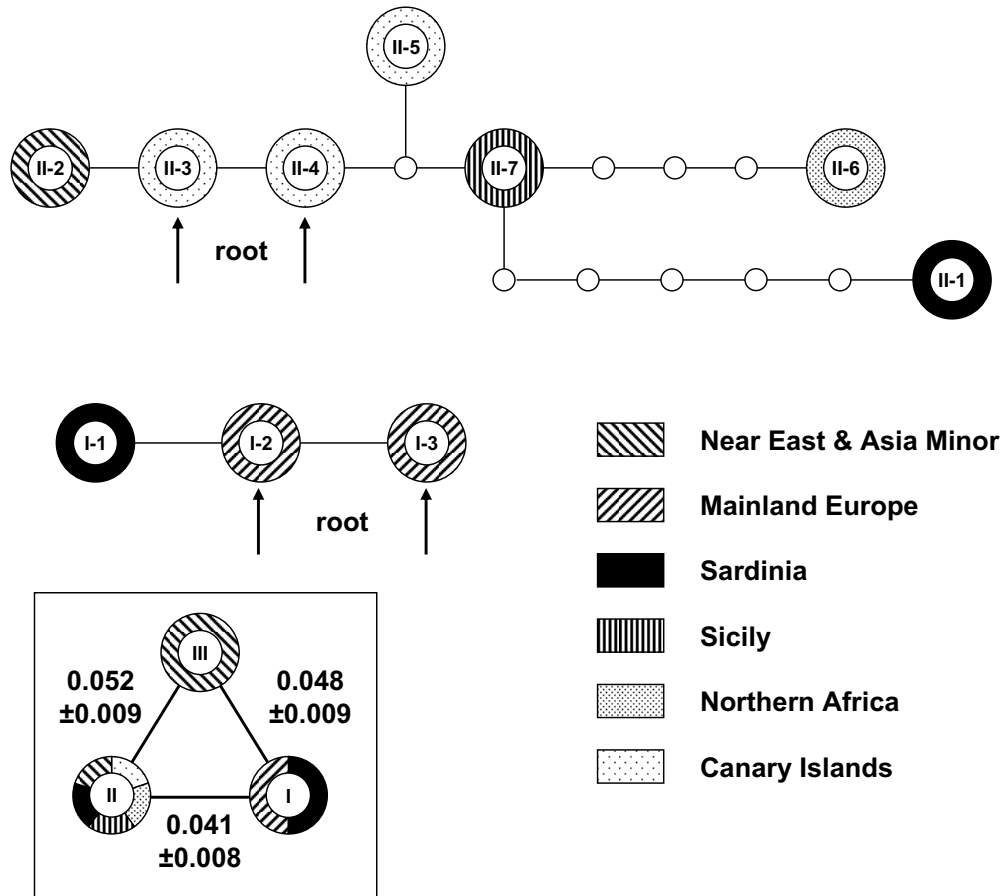 II-5
II-2
II-3
II-4
II-7
II-6
root
II-1
I-1
I-2
I-3
root
Near East & Asia Minor
Mainland Europe
Sardinia
Sicily
Northern Africa
Canary Islands
III
0.052
±0.009
0.048
±0.009
II
I
0.041
±0.008